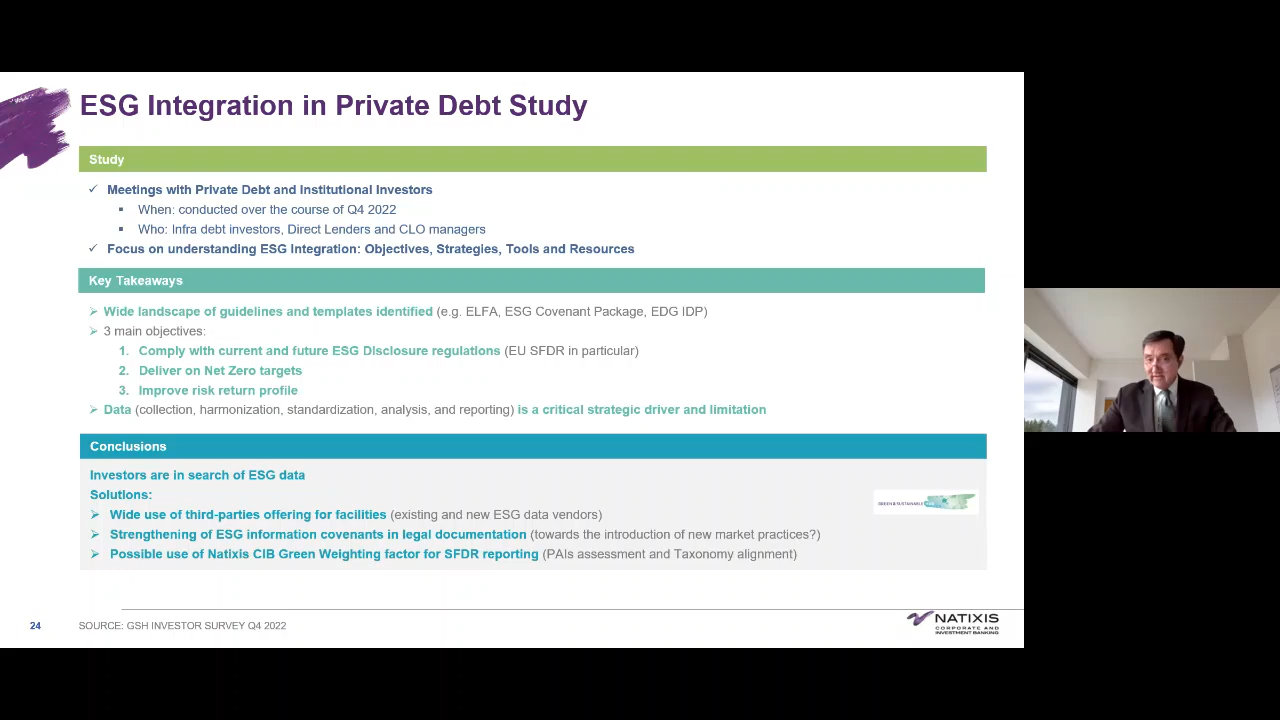 ESG Integration in Private Debt Study
Study
✓ Meetings with Private Debt and Institutional Investors
▪ When: conducted over the course of Q4 2022
▪ Who: Infra debt investors, Direct Lenders and CLO managers
✓ Focus on understanding ESG Integration: Objectives, Strategies, Tools and Resources
Key Takeaways
➢ Wide landscape of guidelines and templates identified (e.g. ELFA, ESG Covenant Package, EDG IDP)
➢ 3 main objectives:
1. Comply with current and future ESG Disclosure regulations (EU SFDR in particular)
2. Deliver on Net Zero targets
3. Improve risk return profile
➢ Data (collection, harmonization, standardization, analysis, and reporting) is a critical strategic driver and limitation
Conclusions
Investors are in search of ESG data
Solutions:
GREEN & SUSTAINABLE
➢ Wide use of third-parties offering for facilities (existing and new ESG data vendors)
➢ Strengthening of ESG information covenants in legal documentation (towards the introduction of new market practices?)
➢ Possible use of Natixis CIB Green Weighting factor for SFDR reporting (PAIs assessment and Taxonomy alignment)
24
SOURCE: GSH INVESTOR SURVEY Q4 2022
NATIXIS
CORPORATE AND
INVESTMENT BANKING